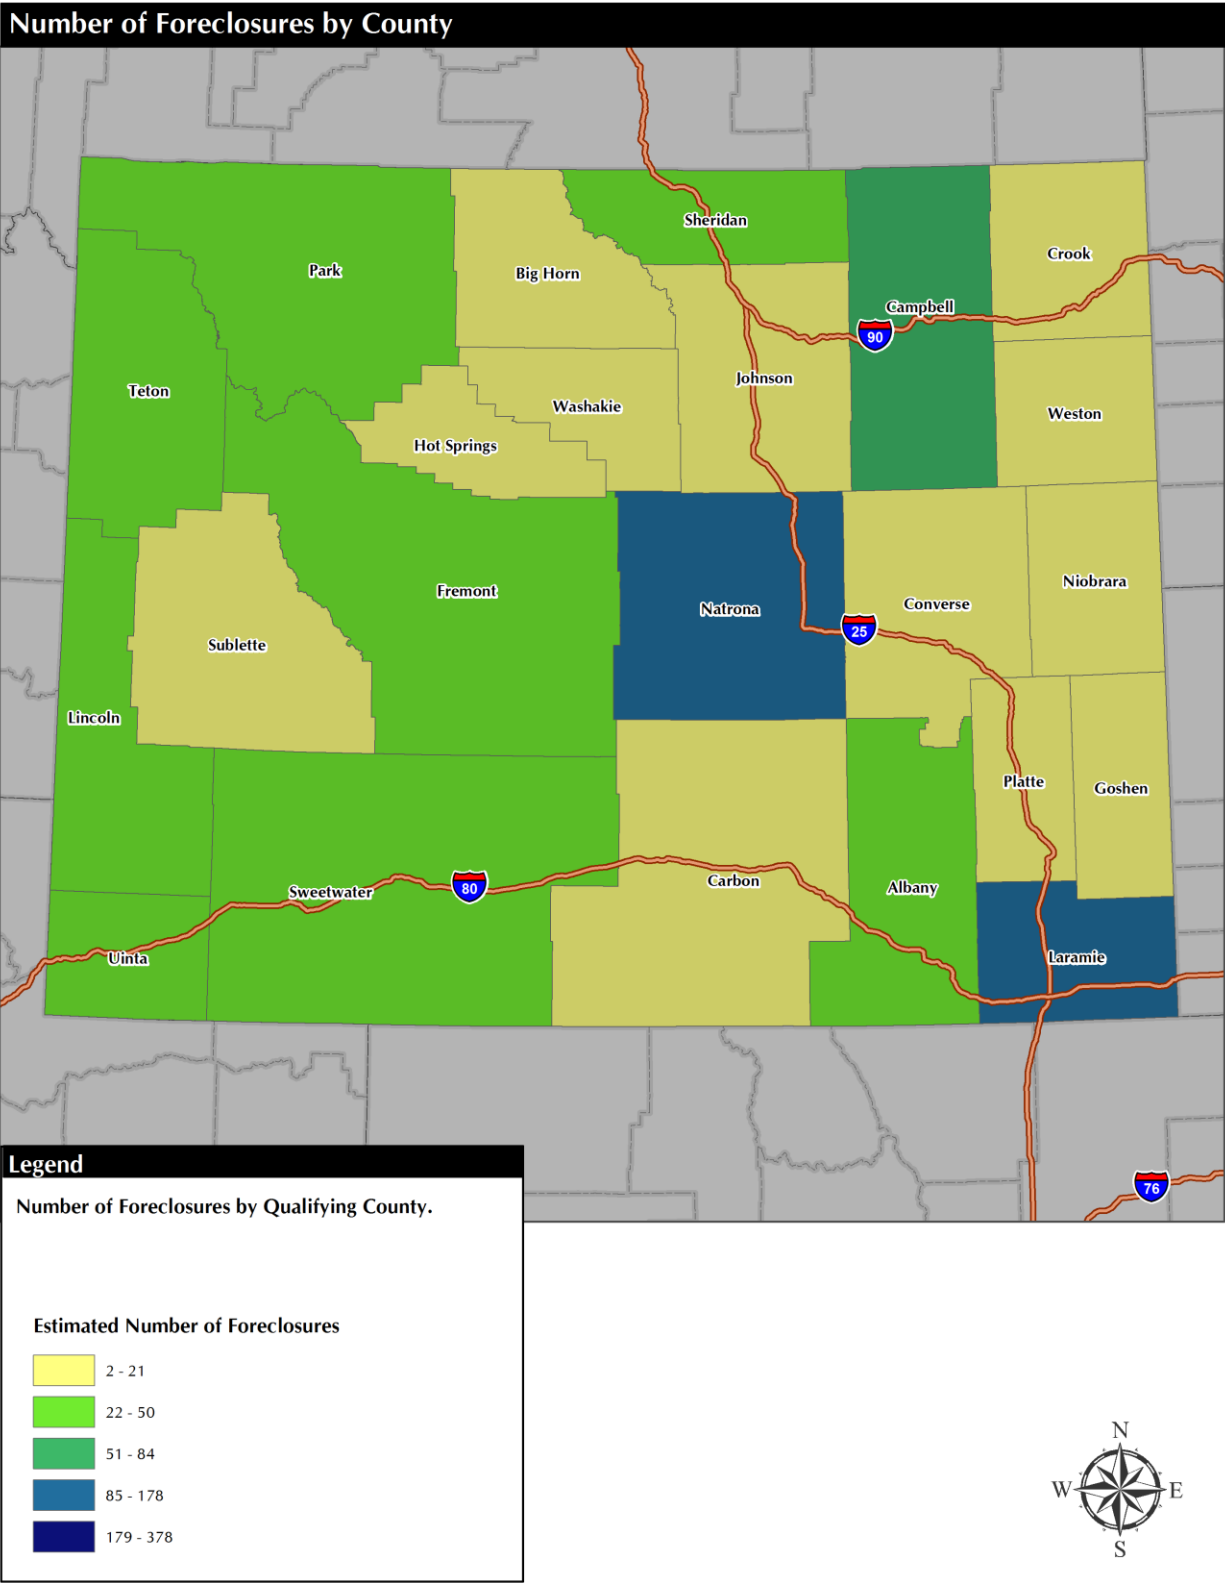 Number of Foreclosures by County
Sheridan
Park
Big Horn
Crook
Campbell
90
Teton
Johnson
Washakie
Weston
Hot Springs
Fremont
Natrona
Converse
Niobrara
25
Sublette
Lincoln
Platte
Goshen
Sweetwater
80
Carbon
Albany
Uinta
Laramie
76
Legend
Number of Foreclosures by Qualifying County.
Estimated Number of Foreclosures
2 - 21
22 - 50
51 - 84
85 - 178
179 - 378
N
W E
S